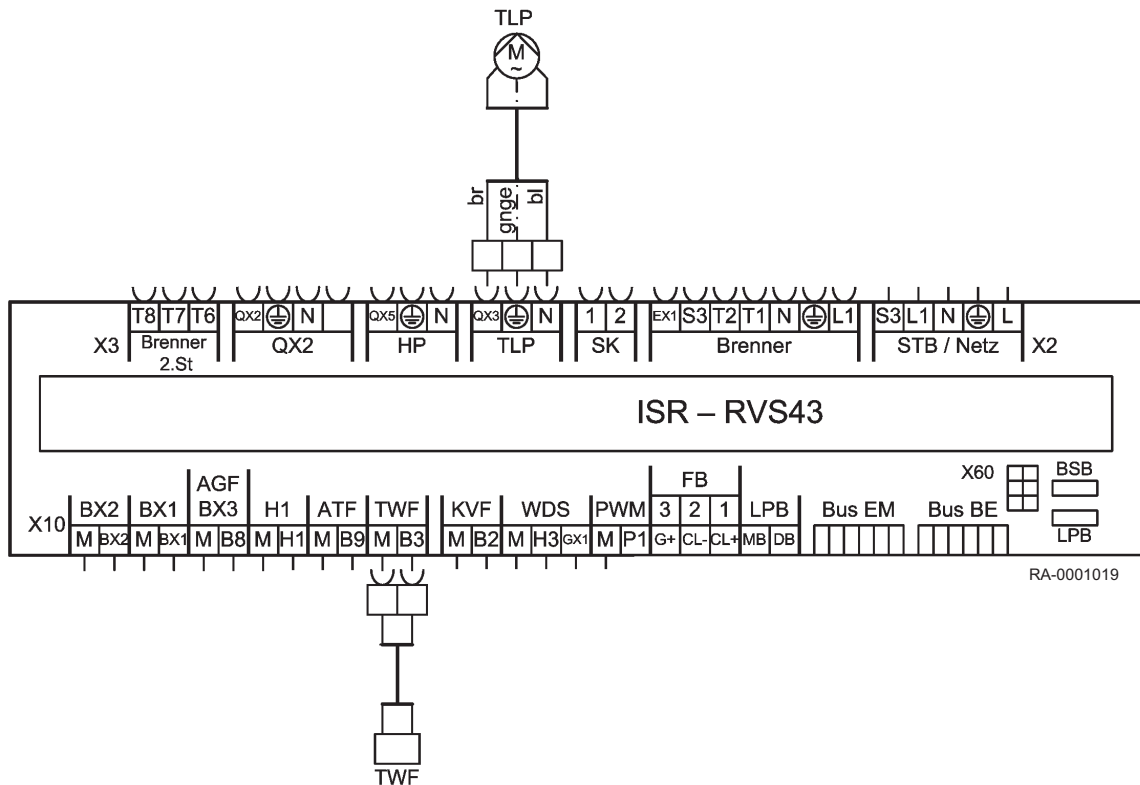 TLP
M
~
br gnge bl
T8 T7 T6 QX2 N QX5 N QX3 N 1 2 EX1 S3 T2 T1 N L1 S3 L1 N L
X3 Brenner QX2 HP TLP SK Brenner STB / Netz X2
2.St
ISR – RVS43
X60 BSB
AGF FB
BX2 BX1 BX3 H1 ATF TWF KVF WDS PWM 3 2 1 LPB Bus EM Bus BE
LPB
X10 M BX2 M BX1 M B8 M H1 M B9 M B3 M B2 M H3 GX1 M P1 G+ CL- CL+ MB DB
RA-0001019
TWF